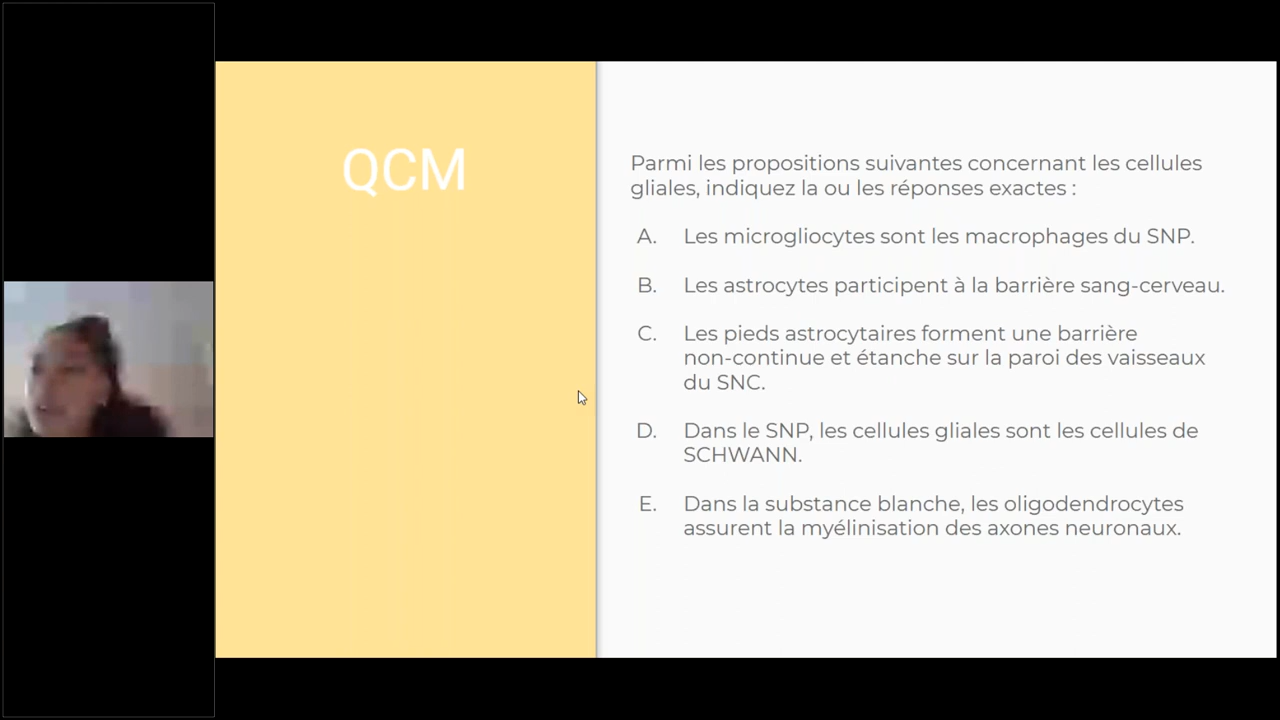 QCM
Parmi les propositions suivantes concernant les cellules
gliales, indiquez la ou les réponses exactes :
A. Les microgliocytes sont les macrophages du SNP.
B. Les astrocytes participent à la barrière sang-cerveau.
C. Les pieds astrocytaires forment une barrière
non-continue et étanche sur la paroi des vaisseaux
du SNC.
D. Dans le SNP, les cellules gliales sont les cellules de
SCHWANN.
E. Dans la substance blanche, les oligodendrocytes
assurent la myélinisation des axones neuronaux.